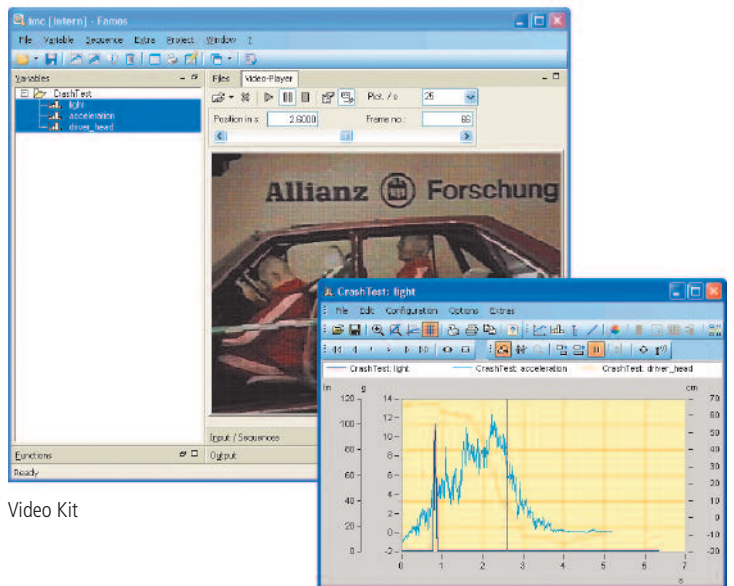 imc [Intern] - Famos
File Variable Sequence Extra Project Window ?
Variables
Files Video-Player
CrashTest
light
acceleration
driver_head
Pict. / s 25
Position in s: 2.6000 Frame no.: 66
Allianz Forschung
Input / Sequences
Functions
Output
Ready
Video Kit
CrashTest: light
File Edit Configuration Options Extras
CrashTest: light CrashTest: acceleration CrashTest: driver_head
lm g cm
120 14 70
60
100 12
50
10
40
80 8
30
6
20
60
4
10
40
2
0
20
0
-10
0 -2 -20
0 1 2 3 4 5 6 7
s